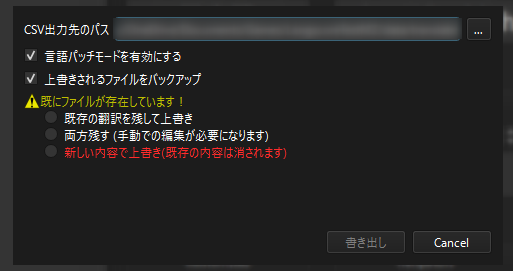 CSV出力先のパス
...
言語パッチモードを有効にする
上書きされるファイルをバックアップ
既にファイルが存在しています！
既存の翻訳を残して上書き
両方残す (手動での編集が必要になります)
新しい内容で上書き(既存の内容は消されます)
書き出し
Cancel